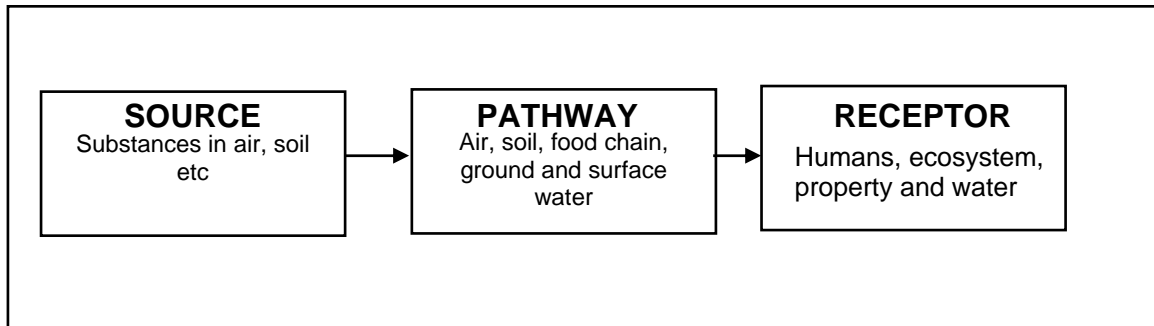 SOURCE
Substances in air, soil
etc
PATHWAY
Air, soil, food chain,
ground and surface
water
RECEPTOR
Humans, ecosystem,
property and water